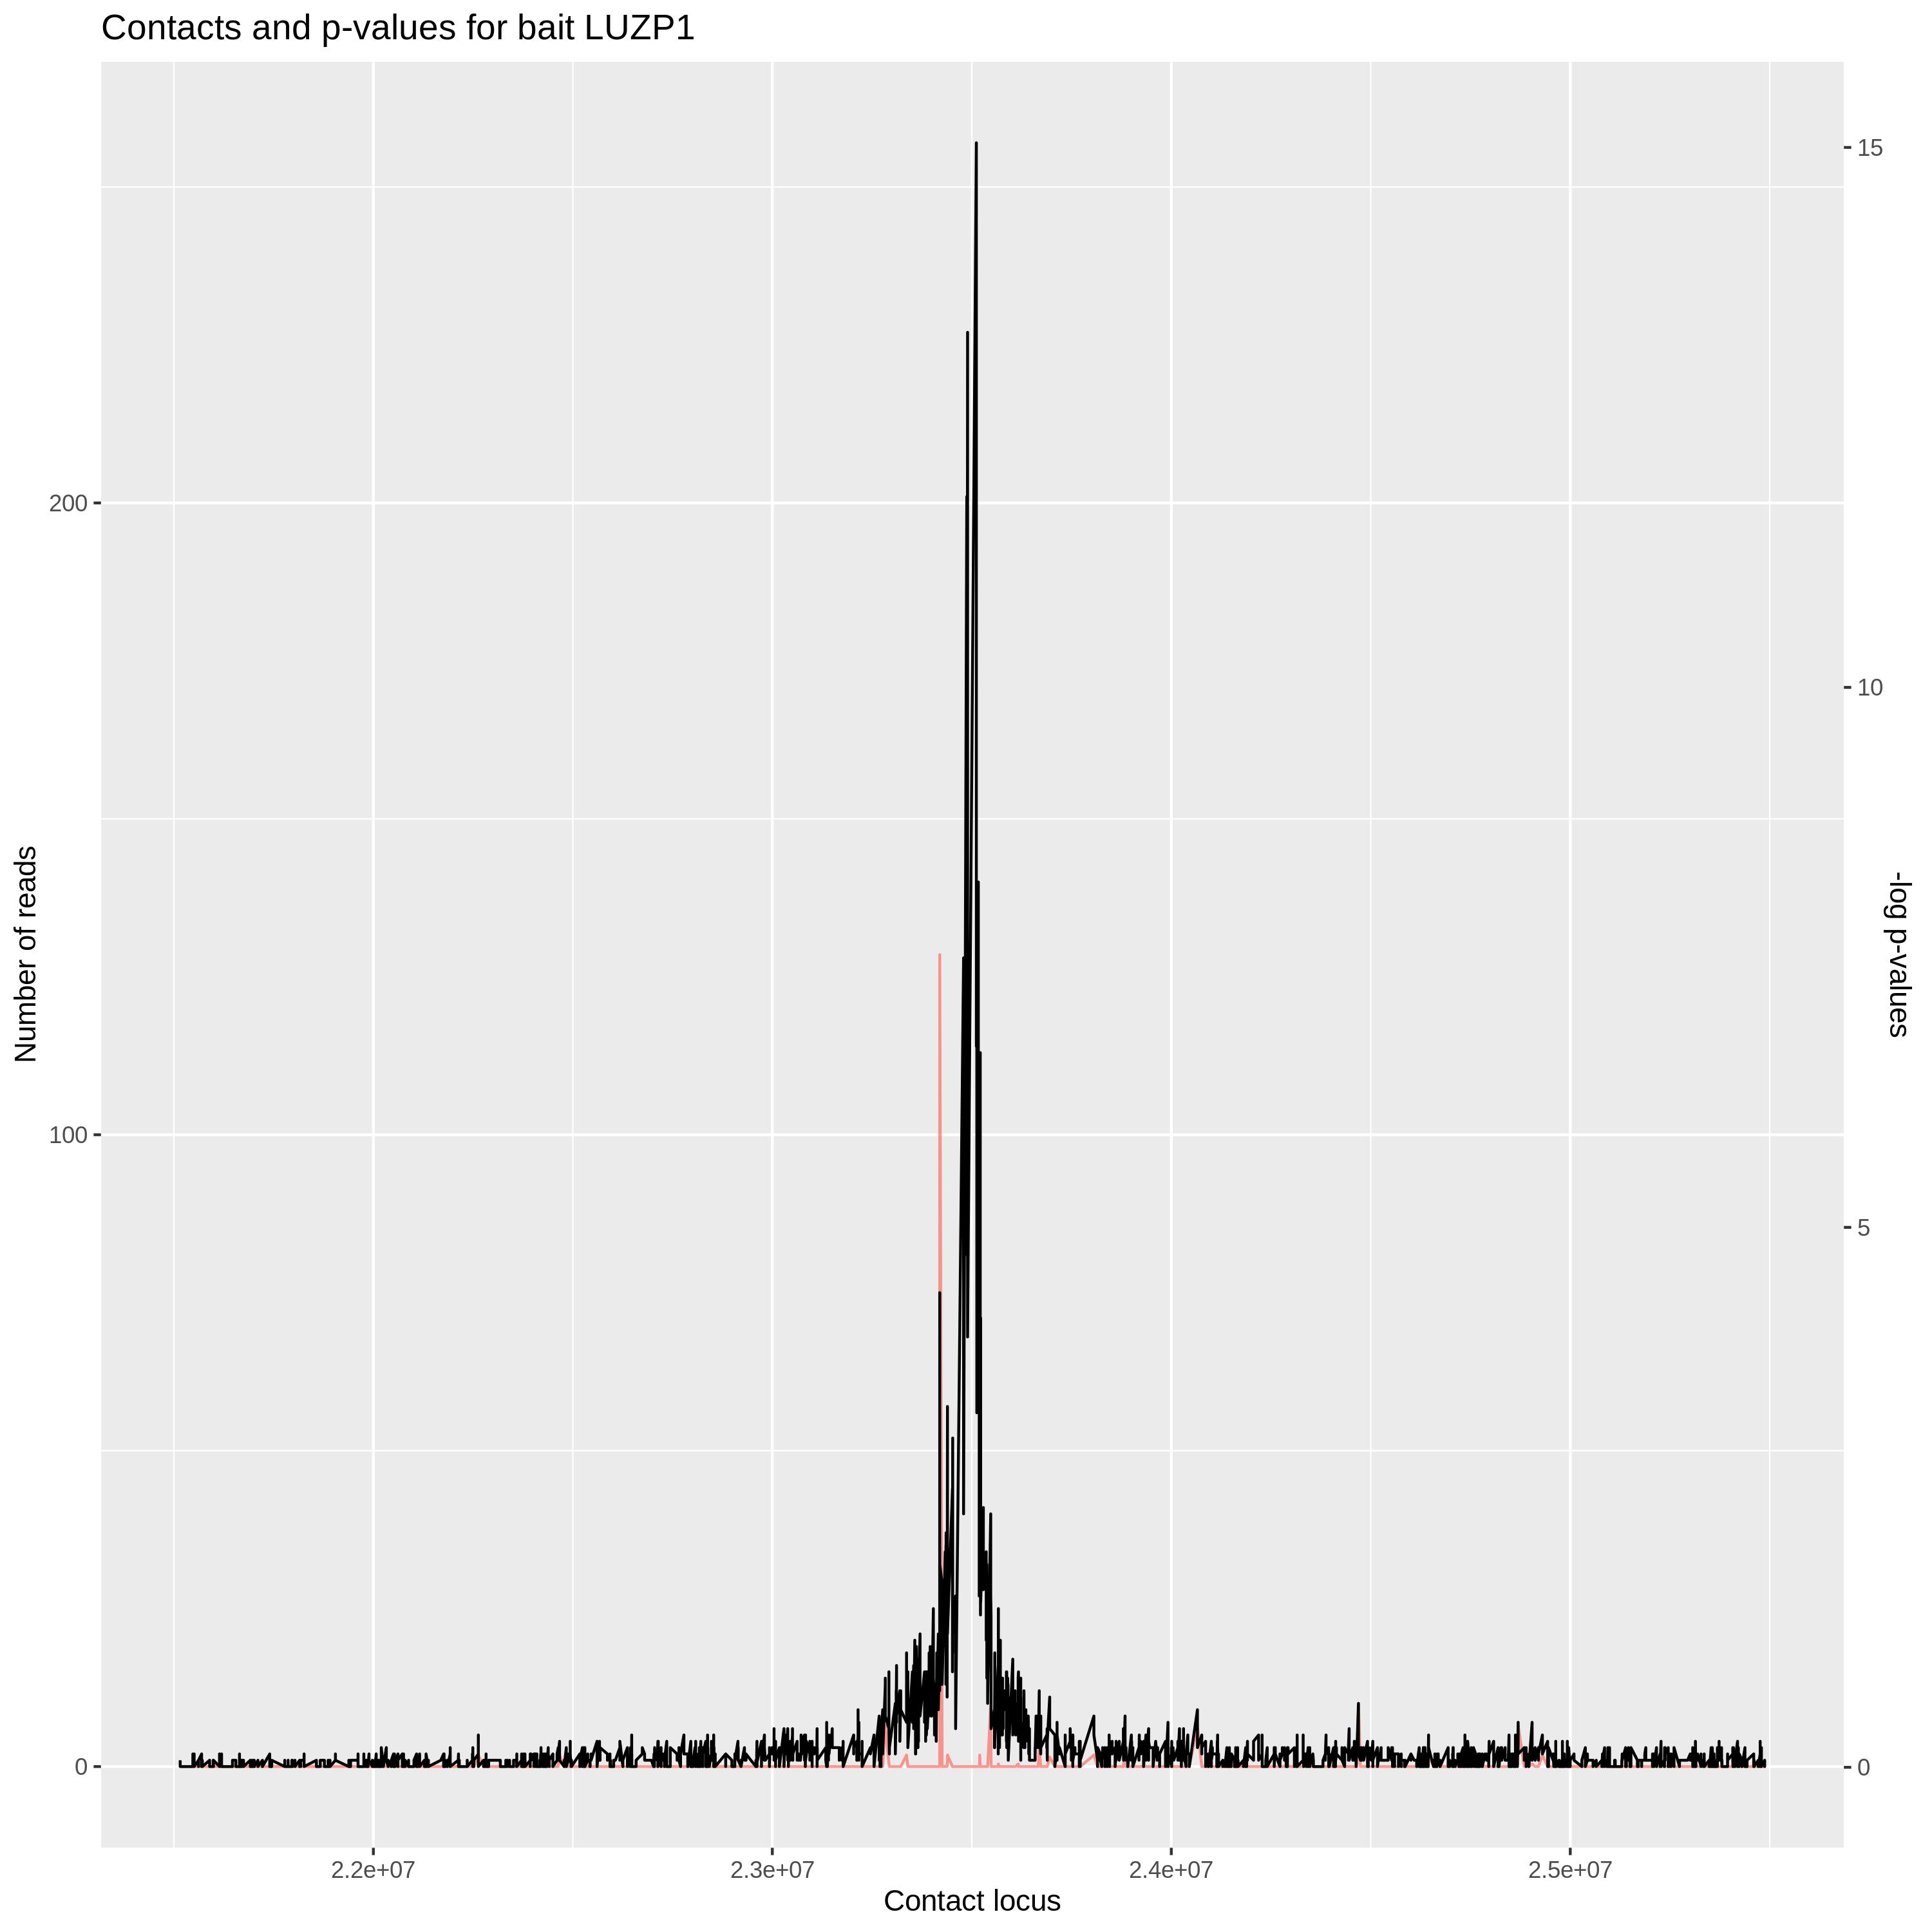 Contacts and p-values for bait LUZP1
15
200
10
Number of reads
-log p-values
5
100
0
0
2.2e+07
2.3e+07
2.4e+07
2.5e+07
Contact locus